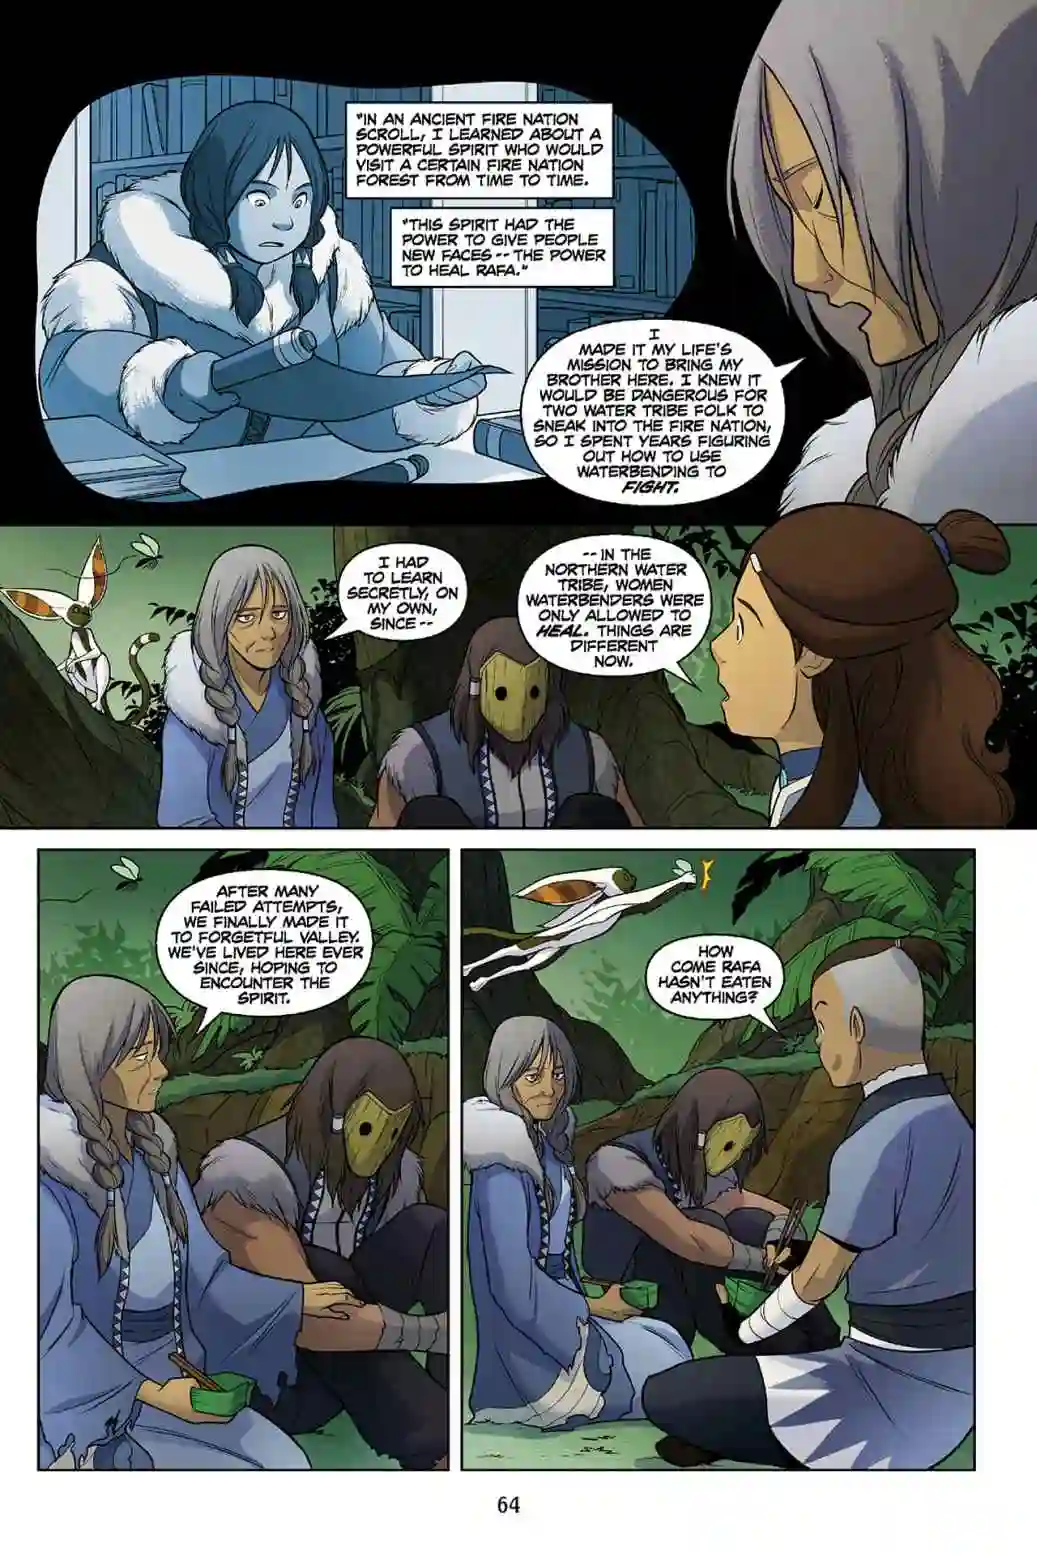 "IN AN ANCIENT FIRE NATION
SCROLL, I LEARNED ABOUT A
POWERFUL SPIRIT WHO WOULD
VISIT A CERTAIN FIRE NATION
FOREST FROM TIME TO TIME.
"THIS SPIRIT HAD THE
POWER TO GIVE PEOPLE
NEW FACES -- THE POWER
TO HEAL RAFA."
I
MADE IT MY LIFE'S
MISSION TO BRING MY
BROTHER HERE. I KNEW IT
WOULD BE DANGEROUS FOR
TWO WATER TRIBE FOLK TO
SNEAK INTO THE FIRE NATION,
SO I SPENT YEARS FIGURING
OUT HOW TO USE
WATERBENDING TO
FIGHT.
I HAD
TO LEARN
SECRETLY, ON
MY OWN,
SINCE --
-- IN THE
NORTHERN WATER
TRIBE, WOMEN
WATERBENDERS WERE
ONLY ALLOWED TO
HEAL. THINGS ARE
DIFFERENT
NOW.
AFTER MANY
FAILED ATTEMPTS,
WE FINALLY MADE IT
TO FORGETFUL VALLEY.
WE'VE LIVED HERE EVER
SINCE, HOPING TO
ENCOUNTER THE
SPIRIT.
HOW
COME RAFA
HASN'T EATEN
ANYTHING?
64